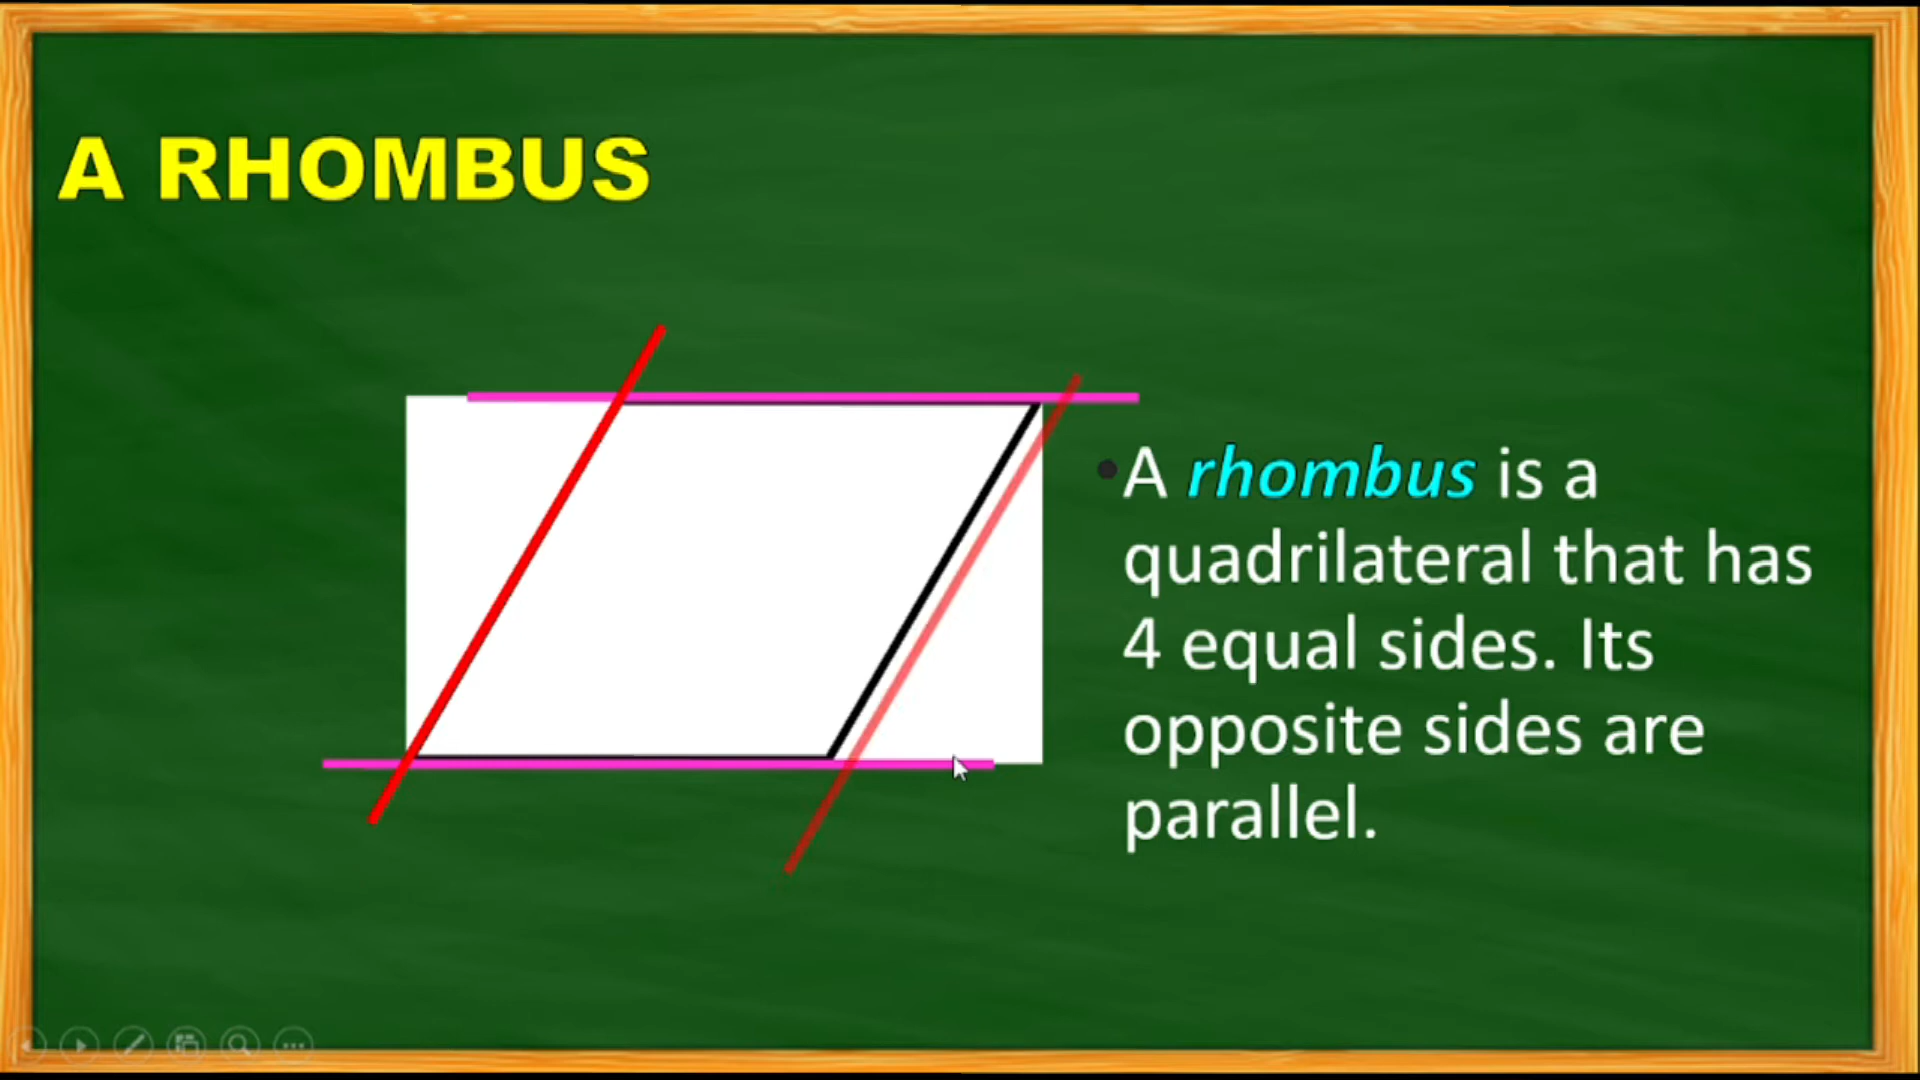 A RHOMBUS
• A rhombus is a
quadrilateral that has
4 equal sides. Its
opposite sides are
parallel.